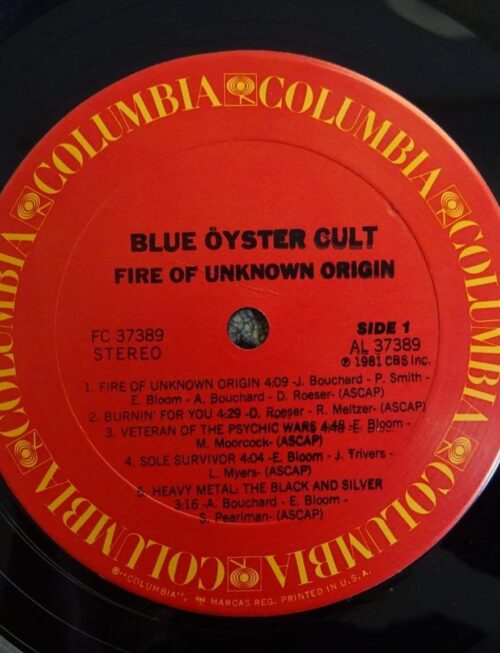 COLUMBIA COLUMBIA COLUMBIA COLUMBIA COLUMBIA COLUMBIA
BLUE ÖYSTER CULT
FIRE OF UNKNOWN ORIGIN
FC 37389
STEREO
SIDE 1
AL 37389
℗ 1981 CBS Inc.
1. FIRE OF UNKNOWN ORIGIN 4:09 -J. Bouchard - P. Smith -
E. Bloom - A. Bouchard - D. Roeser- (ASCAP)
2. BURNIN' FOR YOU 4:29 -D. Roeser - R. Meltzer- (ASCAP)
3. VETERAN OF THE PSYCHIC WARS 4:48 -E. Bloom -
M. Moorcock- (ASCAP)
4. SOLE SURVIVOR 4:04 -E. Bloom - J. Trivers -
L. Myers- (ASCAP)
5. HEAVY METAL: THE BLACK AND SILVER
3:16 -A. Bouchard - E. Bloom -
S. Pearlman- (ASCAP)
®"COLUMBIA", MARCAS REG. PRINTED IN U.S.A.